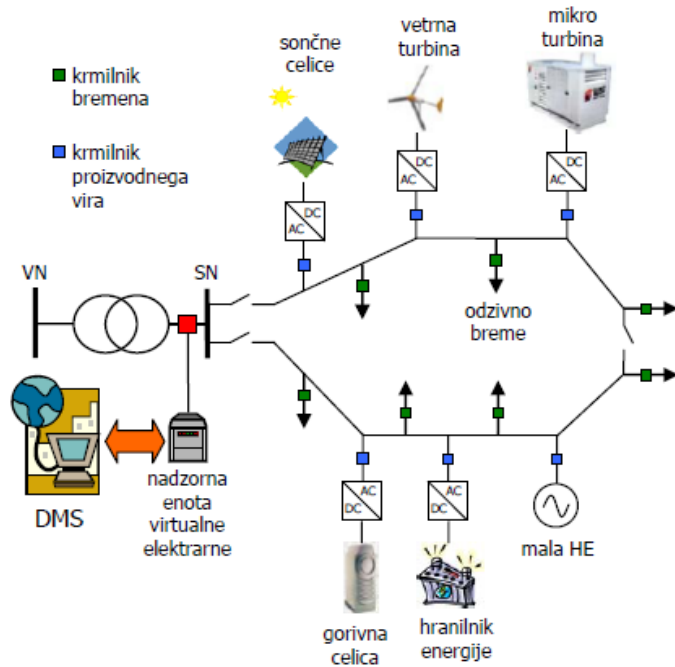 sončne
celice
vetrna
turbina
mikro
turbina
krmilnik
bremena
krmilnik
proizvodnega
vira
DC
AC
DC
AC
DC
AC
VN
SN
odzivno
breme
DMS
nadzorna
enota
virtualne
elektrarne
AC
DC
AC
DC
mala HE
gorivna
celica
hranilnik
energije